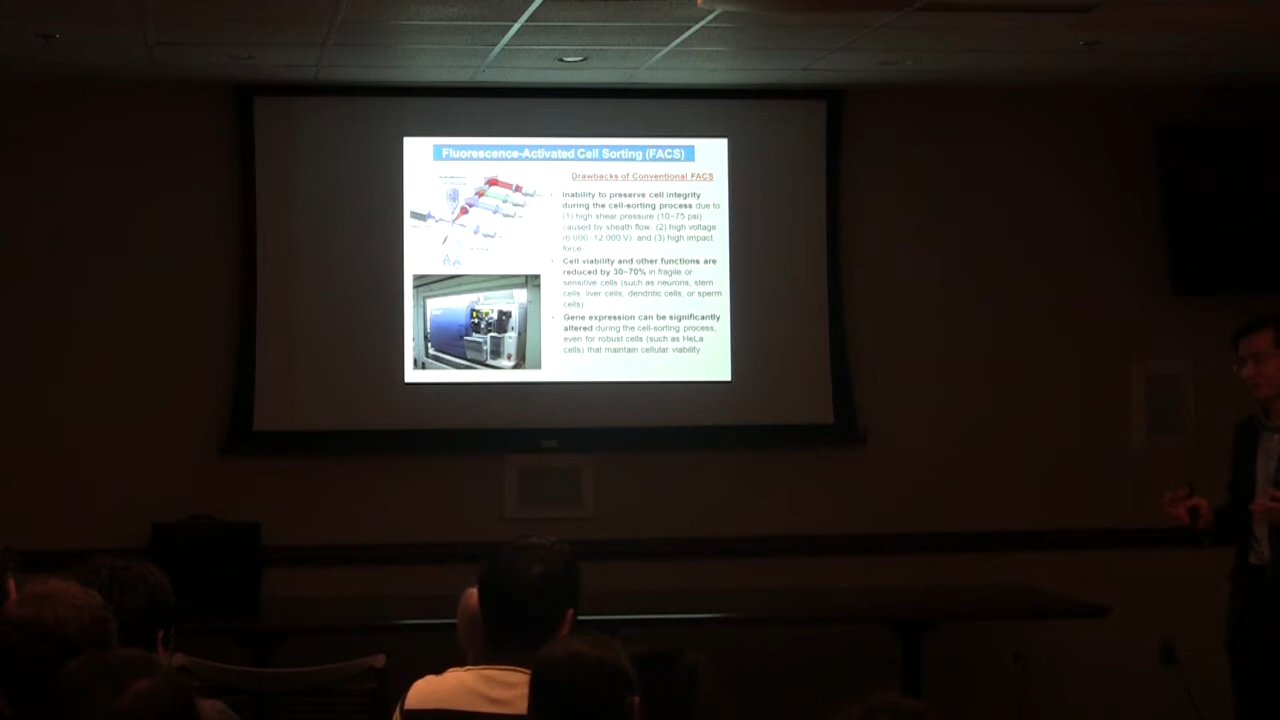 Fluorescence-Activated Cell Sorting (FACS)
Drawbacks of Conventional FACS
Inability to preserve cell integrity
during the cell-sorting process due to:
(1) high shear pressure (10~75 psi)
caused by sheath flow; (2) high voltage
(6,000~12,000 V); and (3) high impact
force
Cell viability and other functions are
reduced by 30~70% in fragile or
sensitive cells (such as neurons, stem
cells, liver cells, dendritic cells, or sperm
cells)
Gene expression can be significantly
altered during the cell-sorting process,
even for robust cells (such as HeLa
cells) that maintain cellular viability